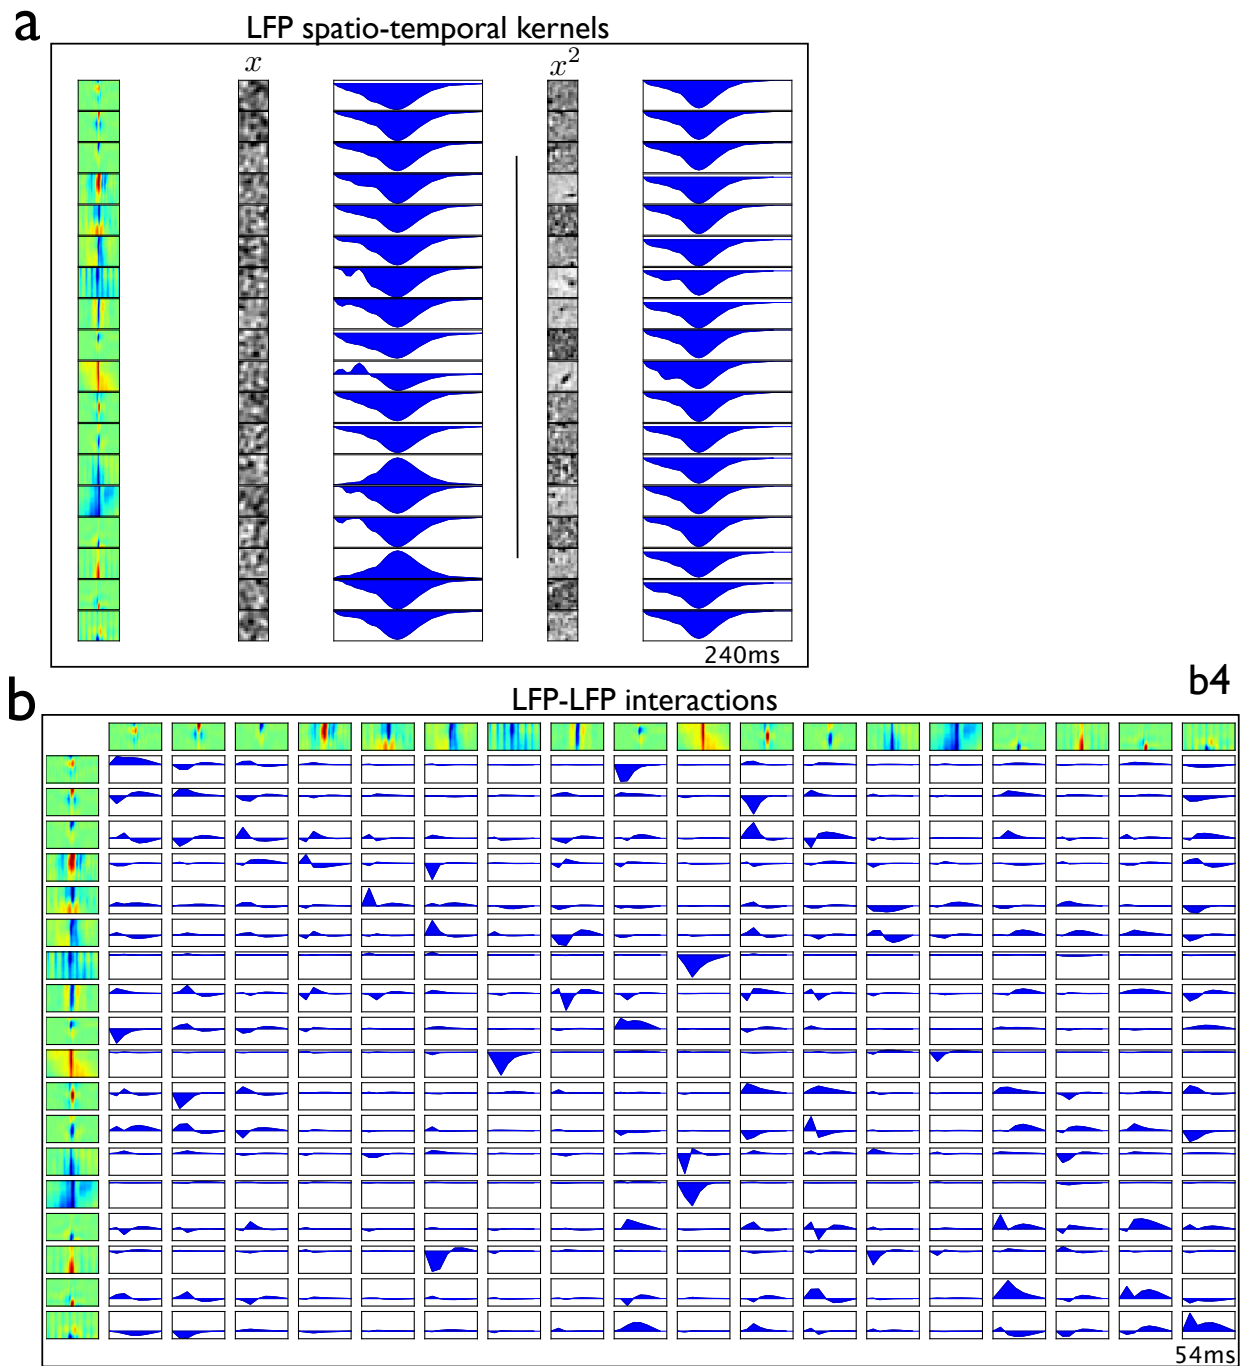 a
LFP spatio-temporal kernels
x
x²
240ms
b4
b
LFP-LFP interactions
54ms